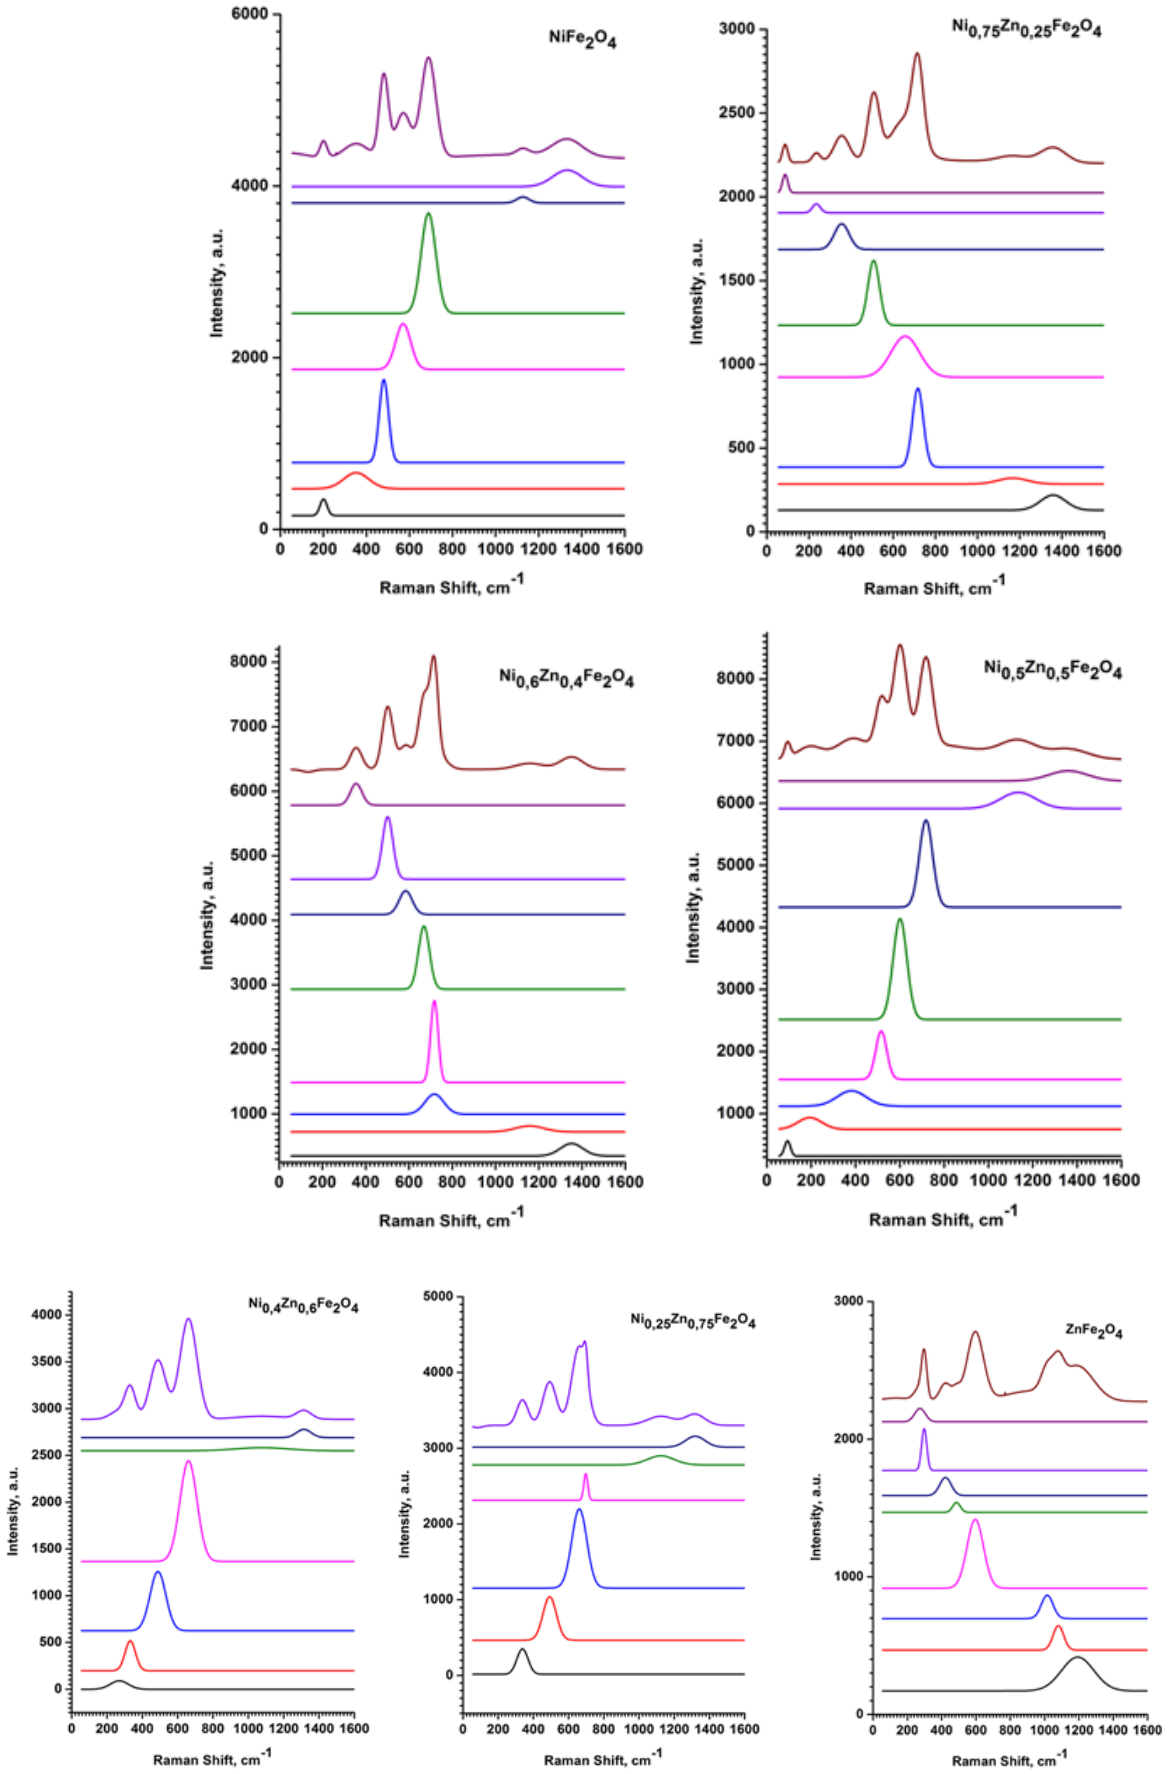 NiFe2O4
6000
4000
2000
0
Intensity, a.u.
0 200 400 600 800 1000 1200 1400 1600
Raman Shift, cm-1
Ni0,75Zn0,25Fe2O4
3000
2500
2000
1500
1000
500
0
Intensity, a.u.
0 200 400 600 800 1000 1200 1400 1600
Raman Shift, cm-1
Ni0,6Zn0,4Fe2O4
8000
7000
6000
5000
4000
3000
2000
1000
Intensity, a.u.
0 200 400 600 800 1000 1200 1400 1600
Raman Shift, cm-1
Ni0,5Zn0,5Fe2O4
8000
7000
6000
5000
4000
3000
2000
1000
Intensity, a.u.
0 200 400 600 800 1000 1200 1400 1600
Raman Shift, cm-1
Ni0,4Zn0,6Fe2O4
4000
3500
3000
2500
2000
1500
1000
500
0
Intensity, a.u.
0 200 400 600 800 1000 1200 1400 1600
Raman Shift, cm-1
Ni0,25Zn0,75Fe2O4
5000
4000
3000
2000
1000
0
Intensity, a.u.
0 200 400 600 800 1000 1200 1400 1600
Raman Shift, cm-1
ZnFe2O4
3000
2000
1000
0
Intensity, a.u.
0 200 400 600 800 1000 1200 1400 1600
Raman Shift, cm-1